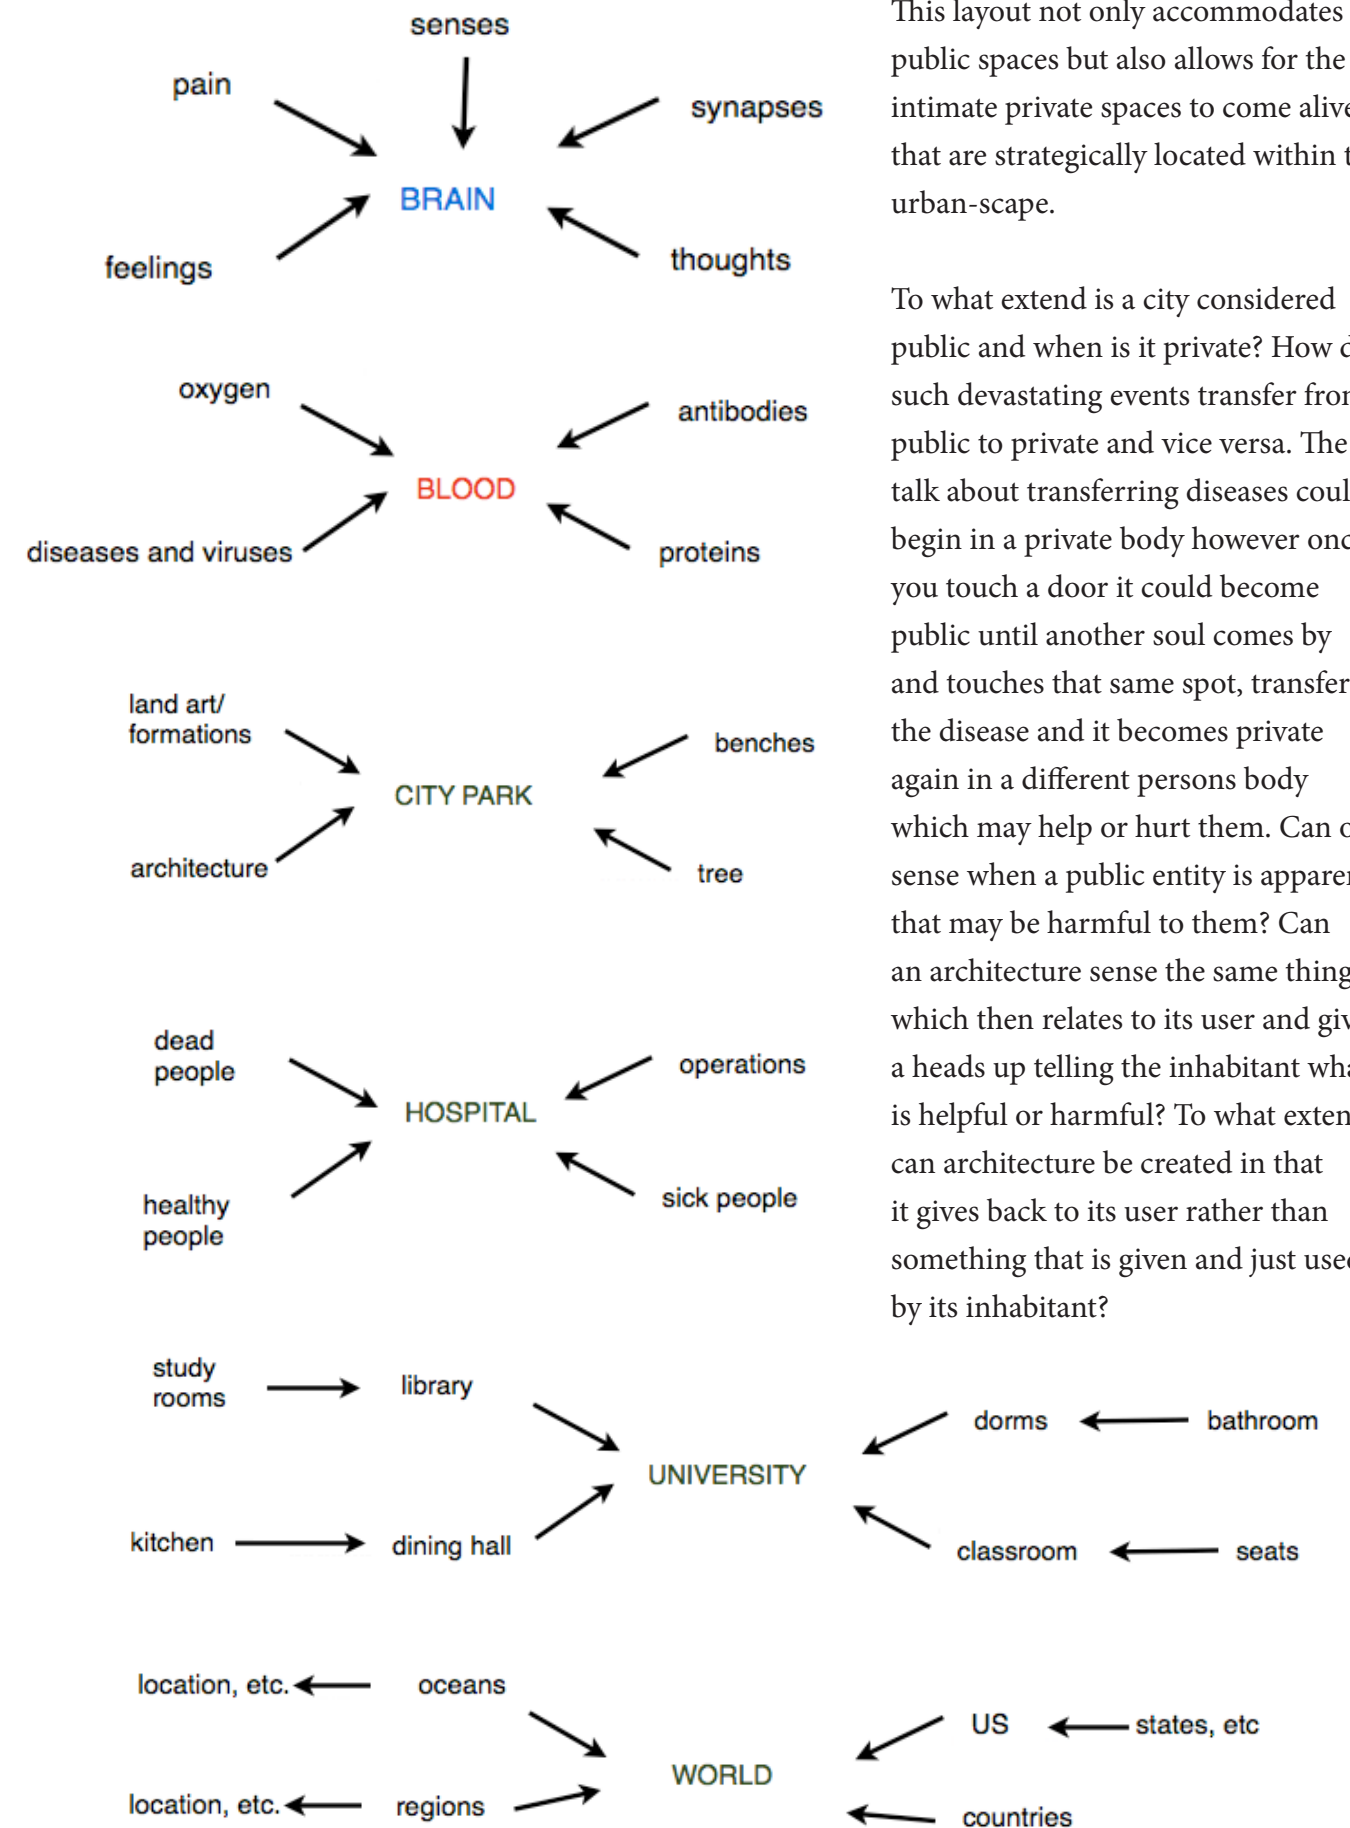 senses
pain
synapses
BRAIN
feelings
thoughts
oxygen
antibodies
BLOOD
diseases and viruses
proteins
land art/
formations
benches
CITY PARK
architecture
tree
dead
people
operations
HOSPITAL
healthy
people
sick people
study
rooms
library
dorms
bathroom
UNIVERSITY
kitchen
dining hall
classroom
seats
location, etc.
oceans
US
states, etc
WORLD
location, etc.
regions
countries
This layout not only accommodates
public spaces but also allows for the
intimate private spaces to come alive
that are strategically located within
urban-scape.
To what extend is a city considered
public and when is it private? How
such devastating events transfer from
public to private and vice versa. The
talk about transferring diseases could
begin in a private body however once
you touch a door it could become
public until another soul comes by
and touches that same spot, transfer
the disease and it becomes private
again in a different persons body
which may help or hurt them. Can
sense when a public entity is apparent
that may be harmful to them? Can
an architecture sense the same thing
which then relates to its user and
a heads up telling the inhabitant what
is helpful or harmful? To what extent
can architecture be created in that
it gives back to its user rather than
something that is given and just used
by its inhabitant?